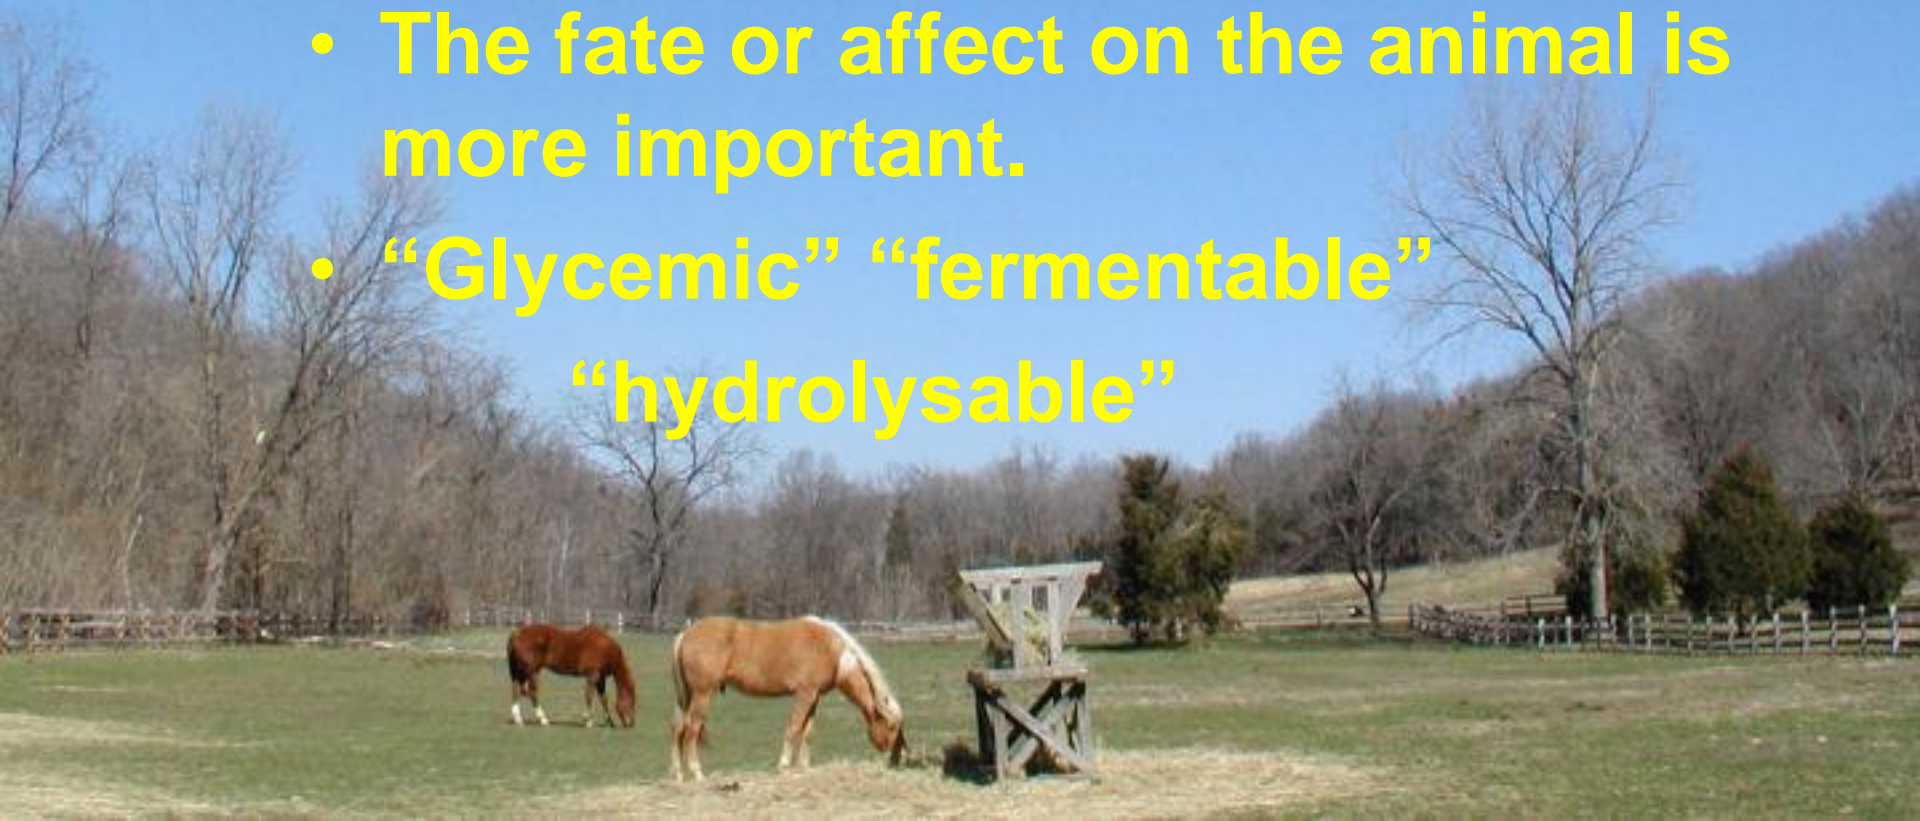 • The fate or affect on the animal is
more important.
• “Glycemic” “fermentable”
“hydrolysable”